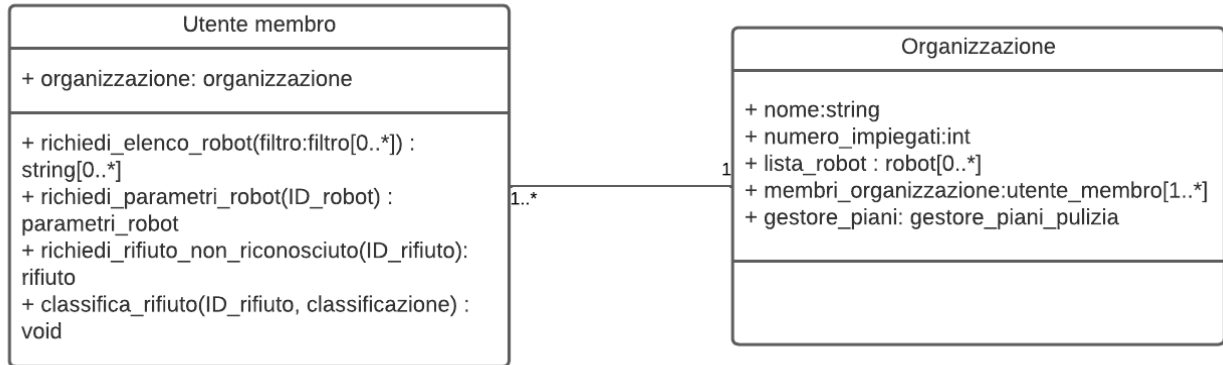 Utente membro
+ organizzazione: organizzazione
+ richiedi_elenco_robot(filtro:filtro[0..*]) :
string[0..*]
+ richiedi_parametri_robot(ID_robot) :
parametri_robot
+ richiedi_rifiuto_non_riconosciuto(ID_rifiuto):
rifiuto
+ classifica_rifiuto(ID_rifiuto, classificazione) :
void
1..*
1
Organizzazione
+ nome:string
+ numero_impiegati:int
+ lista_robot : robot[0..*]
+ membri_organizzazione:utente_membro[1..*]
+ gestore_piani: gestore_piani_pulizia